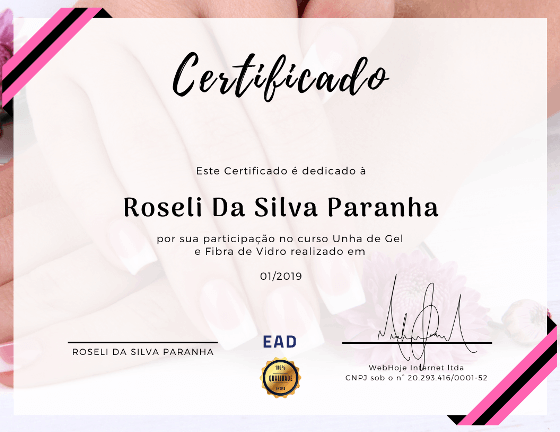 Certificado
Este Certificado é dedicado à
Roseli Da Silva Paranha
por sua participação no curso Unha de Gel
e Fibra de Vidro realizado em
01/2019
ROSELI DA SILVA PARANHA
EAD
100%
QUALIDADE
WebHoje Internet ltda
CNPJ sob o n° 20.293.416/0001-52